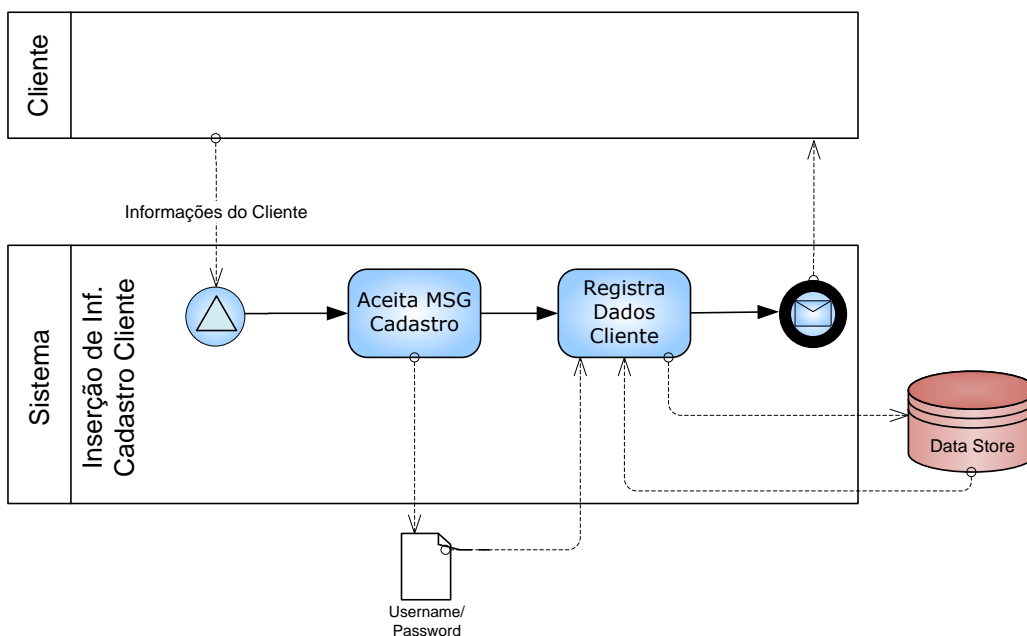 Cliente
Informações do Cliente
Sistema
Inserção de Inf.
Cadastro Cliente
Aceita MSG
Cadastro
Registra
Dados
Cliente
Data Store
Username/
Password